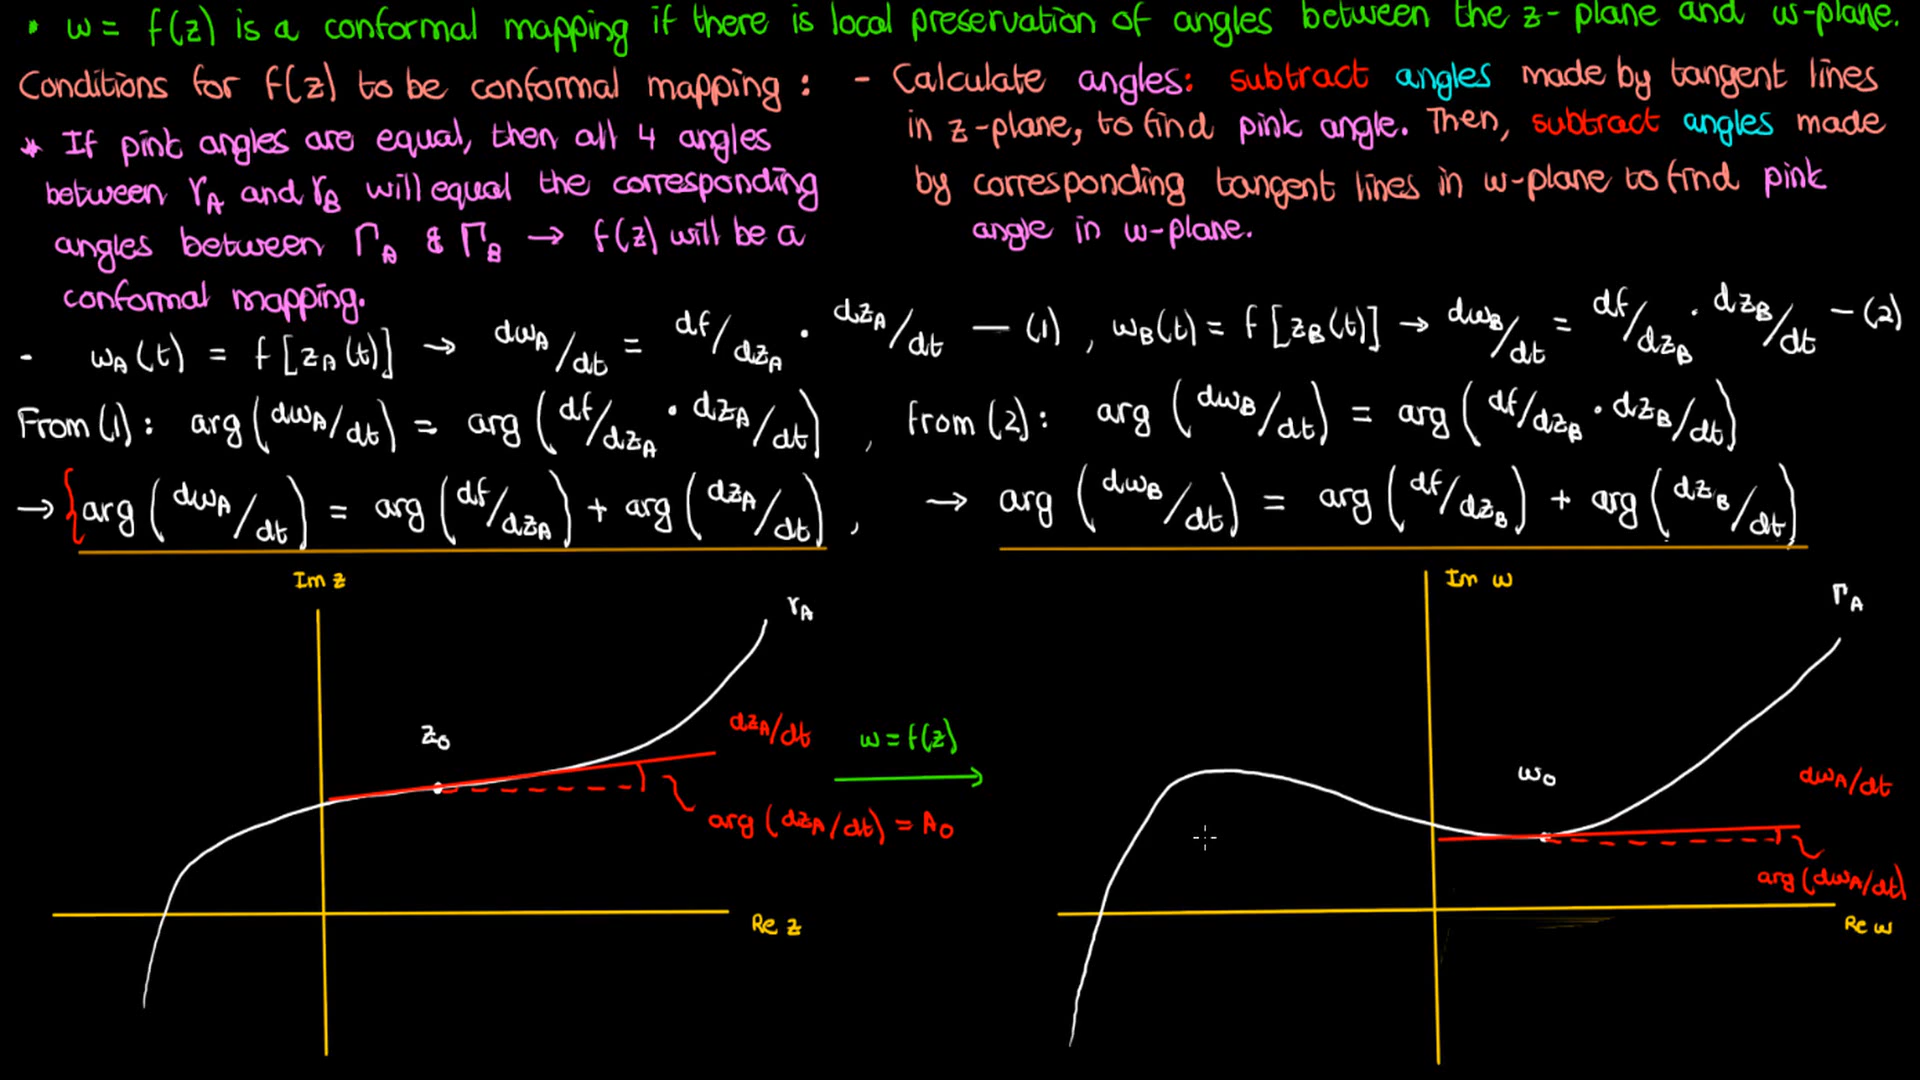 • w = f(z) is a conformal mapping if there is local preservation of angles between the z-plane and w-plane.
Conditions for f(z) to be conformal mapping :
* If pink angles are equal, then all 4 angles
between γA and γB will equal the corresponding
angles between ΓA & ΓB → f(z) will be a
conformal mapping.
- Calculate angles: subtract angles made by tangent lines
in z-plane, to find pink angle. Then, subtract angles made
by corresponding tangent lines in w-plane to find pink
angle in w-plane.
- wA(t) = f[zA(t)] → dwA/dt = df/dzA · dzA/dt — (1) , wB(t) = f[zB(t)] → dwB/dt = df/dzB · dzB/dt — (2)
From (1) : arg (dwA/dt) = arg (df/dzA · dzA/dt) , from (2) : arg (dwB/dt) = arg (df/dzB · dzB/dt)
→ { arg (dwA/dt) = arg (df/dzA) + arg (dzA/dt) , → arg (dwB/dt) = arg (df/dzB) + arg (dzB/dt)
Im z
γA
z0
dzA/dt
arg (dzA/dt) = A0
Re z
w = f(z)
Im w
ΓA
w0
dwA/dt
arg (dwA/dt)
Re w